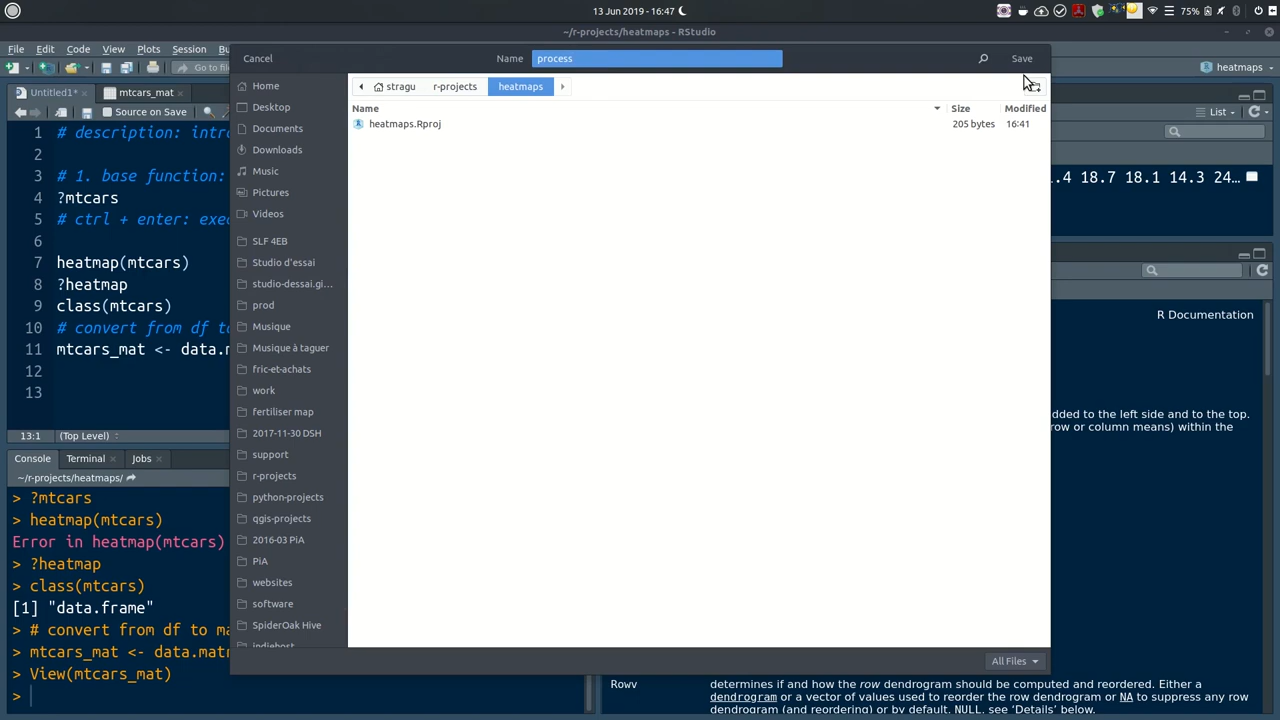 13 Jun 2019 - 16:47
75%
~/r-projects/heatmaps - RStudio
File Edit Code View Plots Session
Go to
heatmaps
Cancel
Name process
Save
Untitled1* mtcars_mat
Source on Save
List
1 # description: intr
2
3 # 1. base function:
4 ?mtcars
5 # ctrl + enter: exe
6
7 heatmap(mtcars)
8 ?heatmap
9 class(mtcars)
10 # convert from df to
11 mtcars_mat <- data.
12
13
13:1 (Top Level)
stragu r-projects heatmaps
Name Size Modified
heatmaps.Rproj 205 bytes 16:41
Home
Desktop
Documents
Downloads
Music
Pictures
Videos
SLF 4EB
Studio d'essai
studio-dessai.gi...
prod
Musique
Musique à taguer
fric-et-achats
work
fertiliser map
2017-11-30 DSH
support
r-projects
python-projects
qgis-projects
2016-03 PiA
PiA
websites
software
SpiderOak Hive
indiehost
All Files
.4 18.7 18.1 14.3 24...
R Documentation
dded to the left side and to the top.
row or column means) within the
Console Terminal Jobs
~/r-projects/heatmaps/
> ?mtcars
> heatmap(mtcars)
Error in heatmap(mtcars)
> ?heatmap
> class(mtcars)
[1] "data.frame"
> # convert from df to ma
> mtcars_mat <- data.mat
> View(mtcars_mat)
>
Rowv determines if and how the row dendrogram should be computed and reordered. Either a
dendrogram or a vector of values used to reorder the row dendrogram or NA to suppress any row
dendrogram (and reordering) or by default, NULL, see ‘Details’ below.